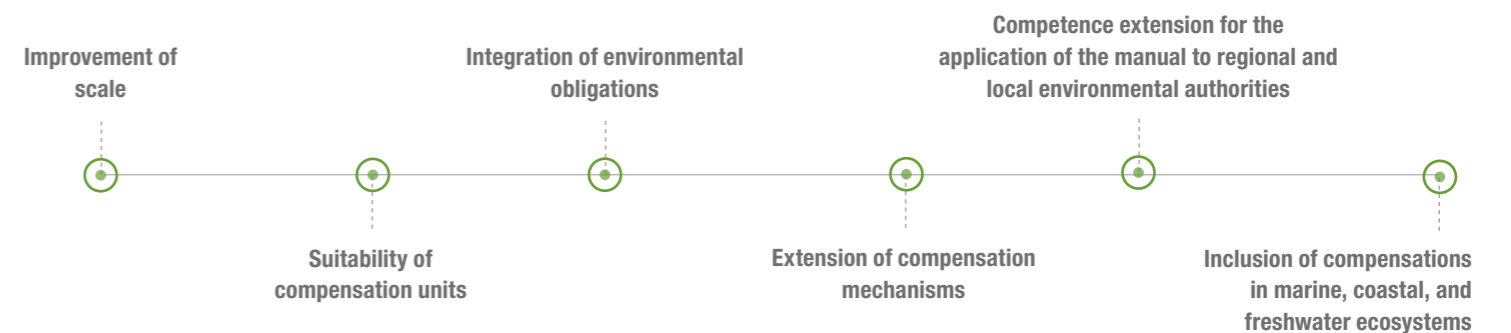 Improvement of
scale
Suitability of
compensation units
Integration of environmental
obligations
Extension of compensation
mechanisms
Competence extension for the
application of the manual to regional and
local environmental authorities
Inclusion of compensations
in marine, coastal, and
freshwater ecosystems